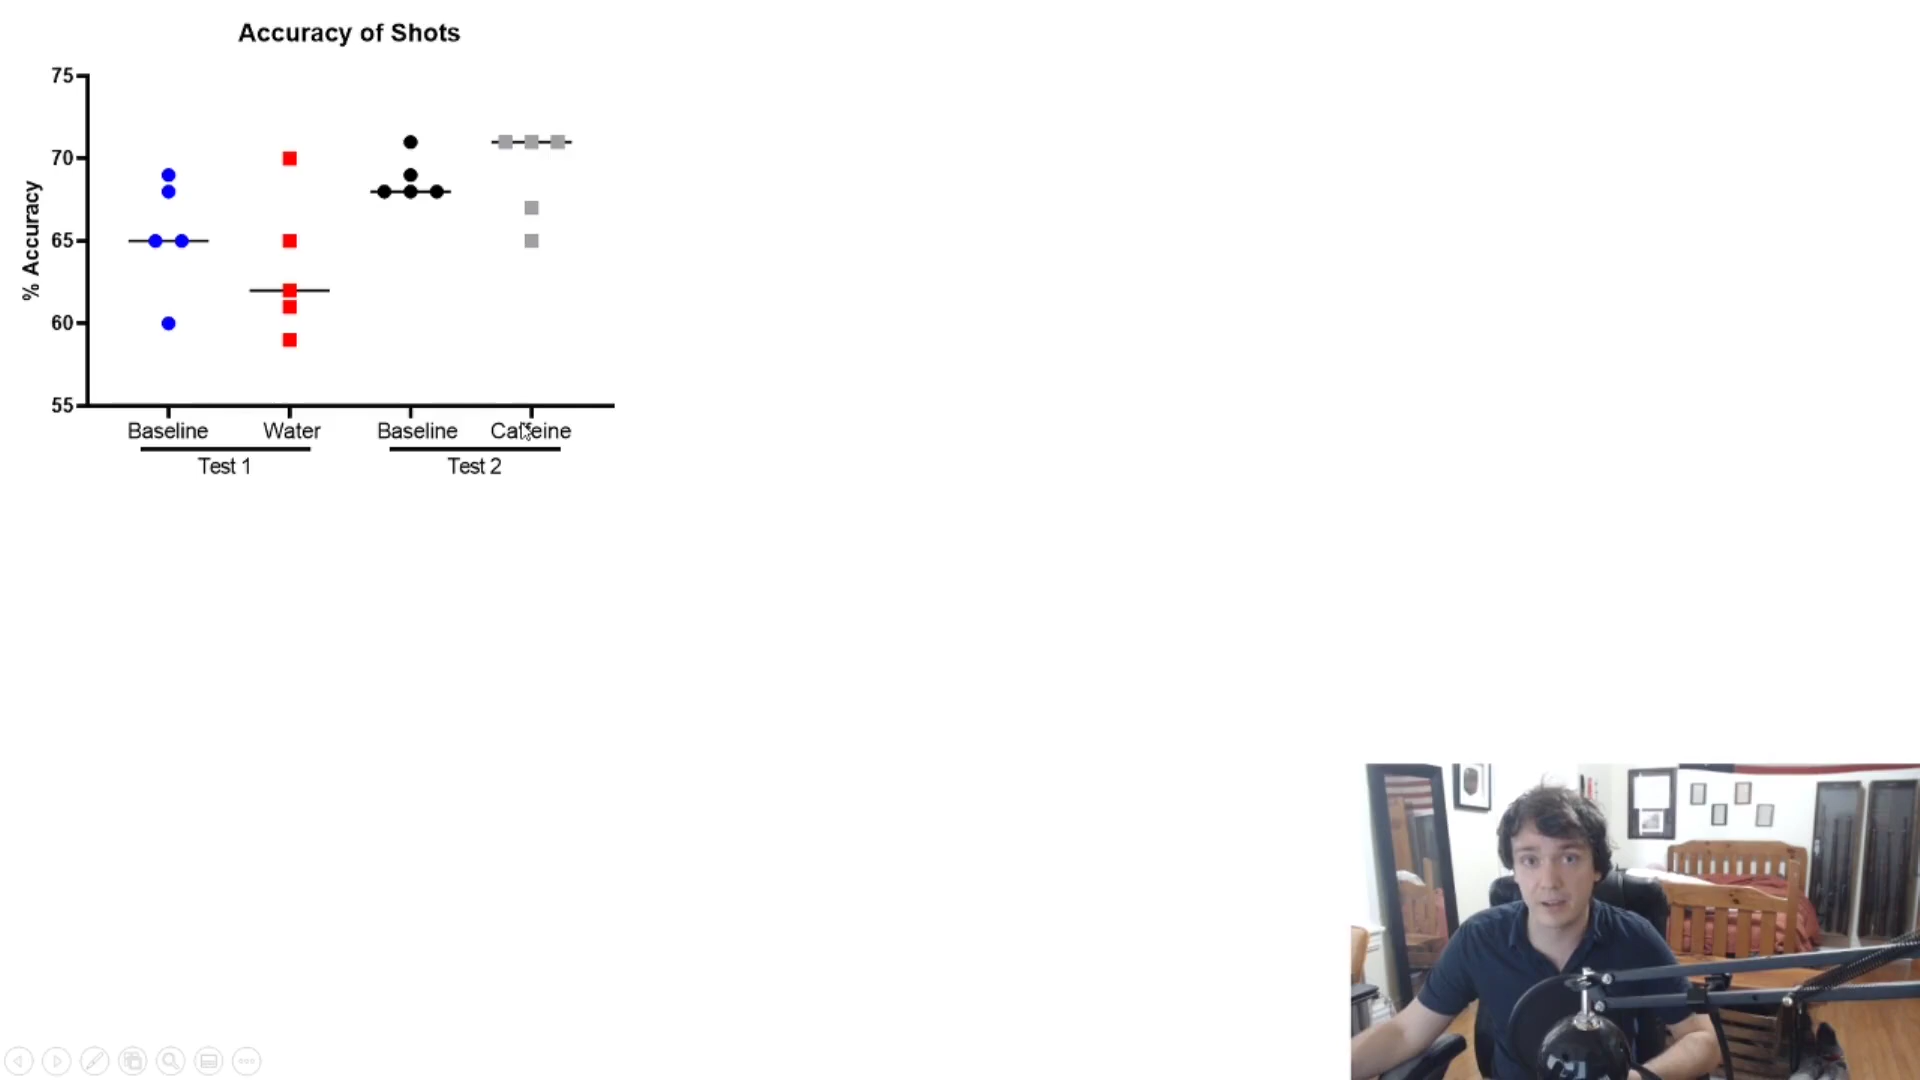 Accuracy of Shots
75
70
65
60
55
% Accuracy
Baseline Water Baseline Caffeine
Test 1 Test 2